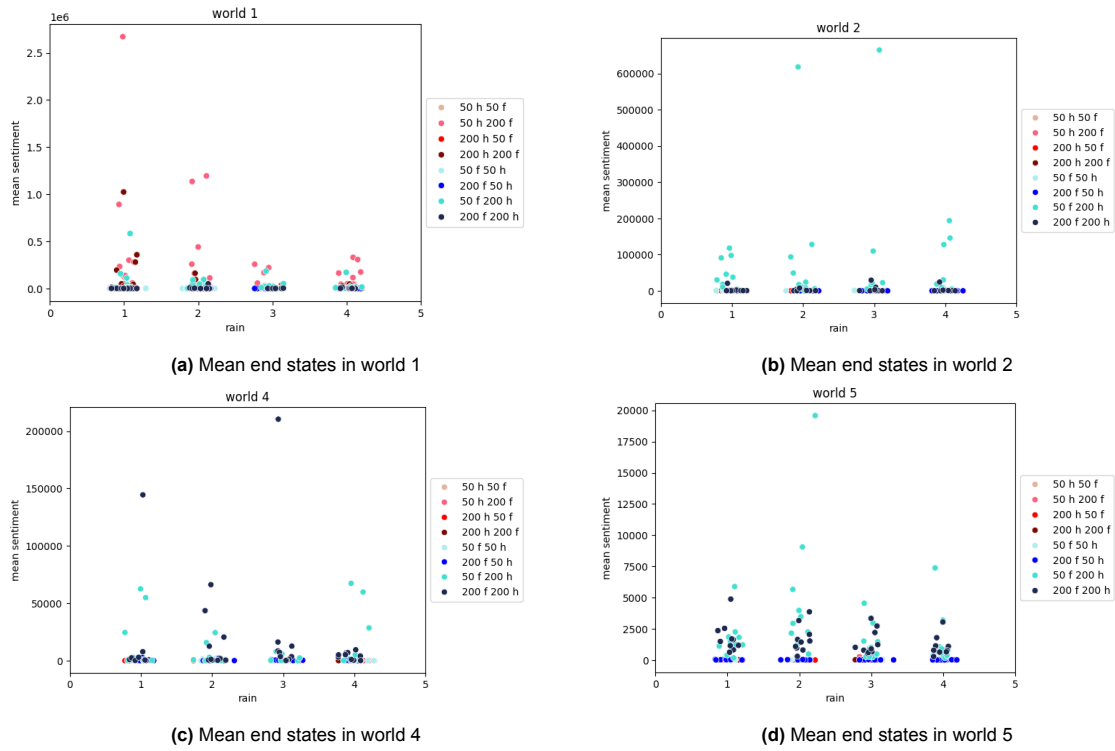 world 1
1e6
2.5
2.0
1.5
1.0
0.5
0.0
mean sentiment
0 1 2 3 4 5
rain
50 h 50 f
50 h 200 f
200 h 50 f
200 h 200 f
50 f 50 h
200 f 50 h
50 f 200 h
200 f 200 h
(a) Mean end states in world 1
world 2
600000
500000
400000
300000
200000
100000
0
mean sentiment
0 1 2 3 4 5
rain
50 h 50 f
50 h 200 f
200 h 50 f
200 h 200 f
50 f 50 h
200 f 50 h
50 f 200 h
200 f 200 h
(b) Mean end states in world 2
world 4
200000
150000
100000
50000
0
mean sentiment
0 1 2 3 4 5
rain
50 h 50 f
50 h 200 f
200 h 50 f
200 h 200 f
50 f 50 h
200 f 50 h
50 f 200 h
200 f 200 h
(c) Mean end states in world 4
world 5
20000
17500
15000
12500
10000
7500
5000
2500
0
mean sentiment
0 1 2 3 4 5
rain
50 h 50 f
50 h 200 f
200 h 50 f
200 h 200 f
50 f 50 h
200 f 50 h
50 f 200 h
200 f 200 h
(d) Mean end states in world 5